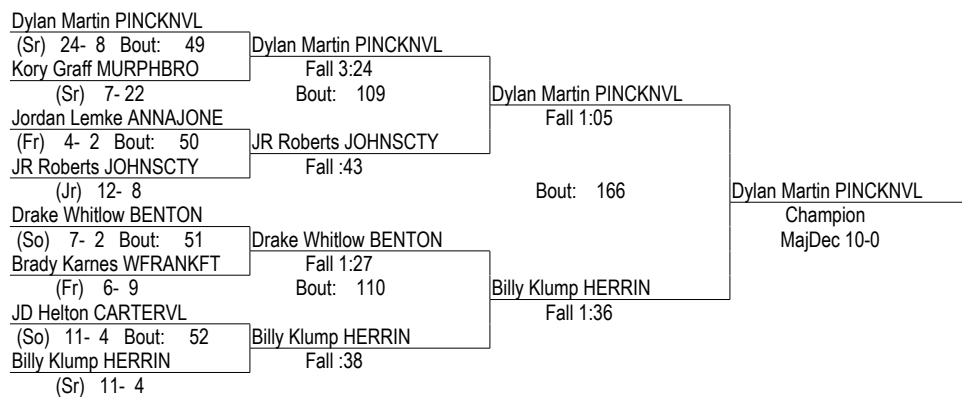 Dylan Martin PINCKNVL
(Sr) 24- 8 Bout: 49
Kory Graff MURPHBRO
(Sr) 7- 22
Jordan Lemke ANNAJONE
(Fr) 4- 2 Bout: 50
JR Roberts JOHNSCTY
(Jr) 12- 8
Drake Whitlow BENTON
(So) 7- 2 Bout: 51
Brady Karnes WFRANKFT
(Fr) 6- 9
JD Helton CARTERVL
(So) 11- 4 Bout: 52
Billy Klump HERRIN
(Sr) 11- 4
Dylan Martin PINCKNVL
Fall 3:24
Bout: 109
JR Roberts JOHNSCTY
Fall :43
Drake Whitlow BENTON
Fall 1:27
Bout: 110
Billy Klump HERRIN
Fall :38
Dylan Martin PINCKNVL
Fall 1:05
Bout: 166
Billy Klump HERRIN
Fall 1:36
Dylan Martin PINCKNVL
Champion
MajDec 10-0